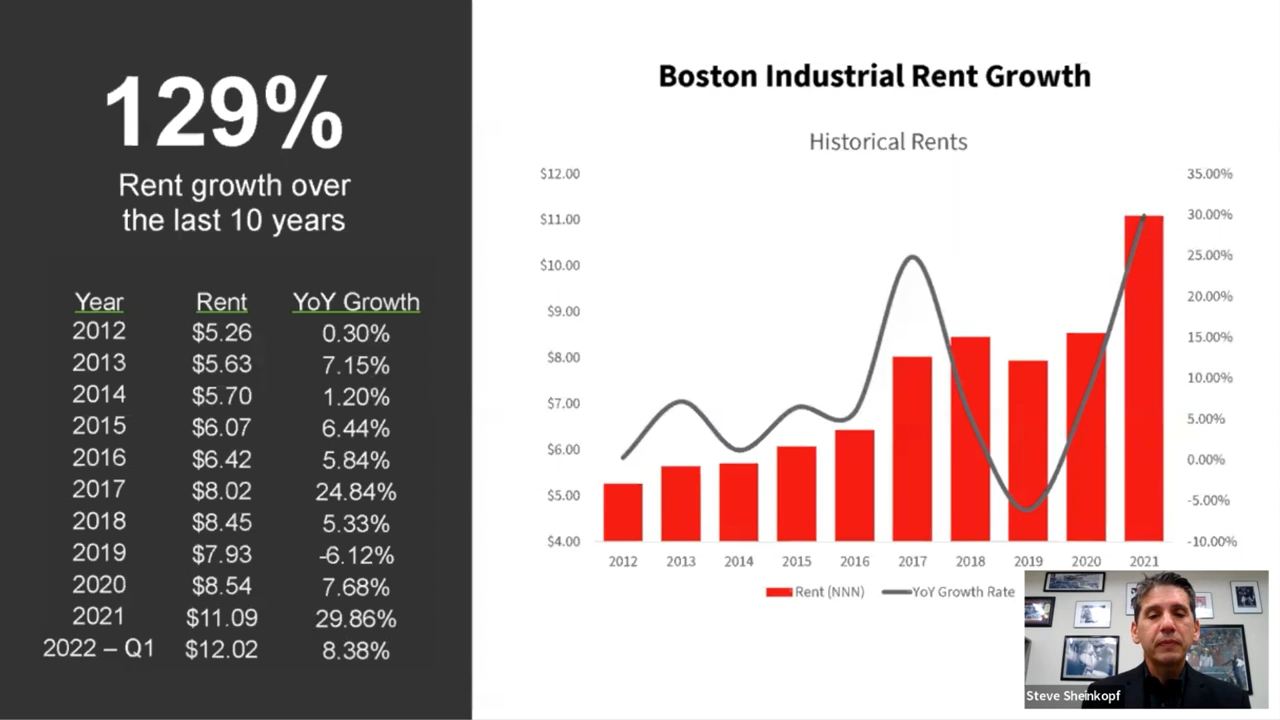 129%
Rent growth over
the last 10 years
Year Rent YoY Growth
2012 $5.26 0.30%
2013 $5.63 7.15%
2014 $5.70 1.20%
2015 $6.07 6.44%
2016 $6.42 5.84%
2017 $8.02 24.84%
2018 $8.45 5.33%
2019 $7.93 -6.12%
2020 $8.54 7.68%
2021 $11.09 29.86%
2022 – Q1 $12.02 8.38%
Boston Industrial Rent Growth
Historical Rents
$12.00 35.00%
$11.00 30.00%
$10.00 25.00%
$9.00 20.00%
$8.00 15.00%
$7.00 10.00%
$6.00 5.00%
$5.00 0.00%
$4.00 -5.00%
-10.00%
2012 2013 2014 2015 2016 2017 2018 2019 2020 2021
Rent (NNN) YoY Growth Rate
Steve Sheinkopf